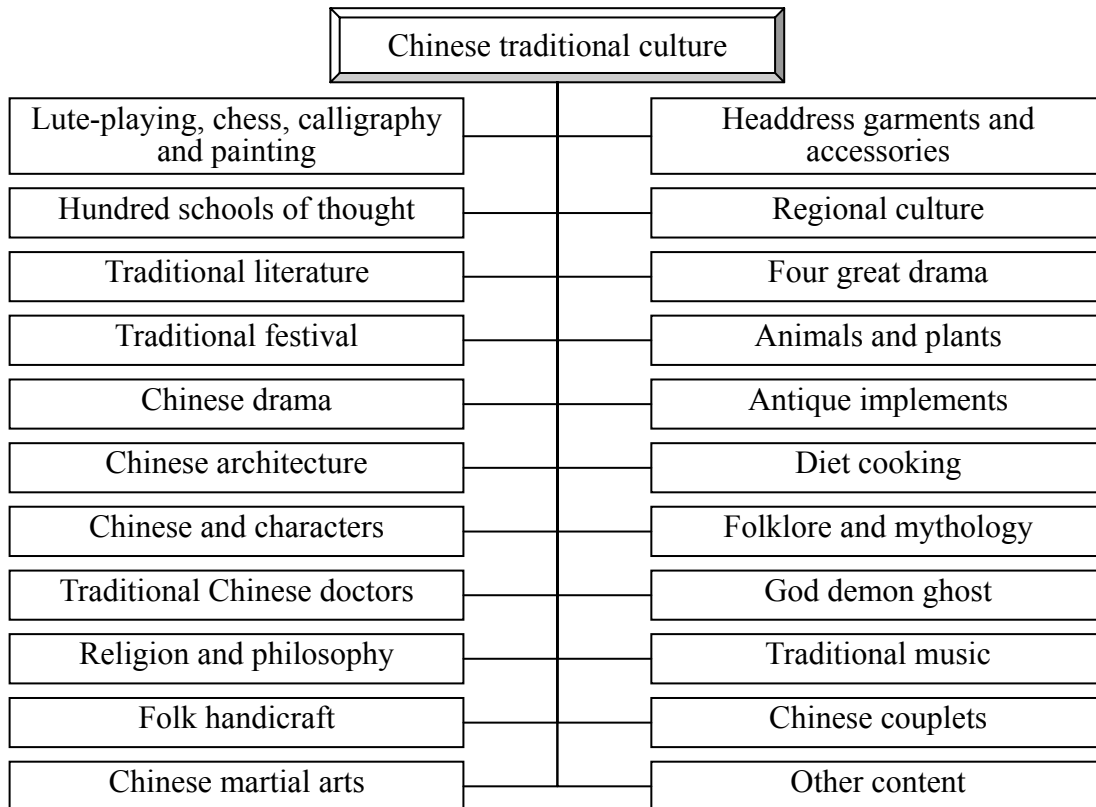 Chinese traditional culture
Lute-playing, chess, calligraphy
and painting
Hundred schools of thought
Traditional literature
Traditional festival
Chinese drama
Chinese architecture
Chinese and characters
Traditional Chinese doctors
Religion and philosophy
Folk handicraft
Chinese martial arts
Headdress garments and
accessories
Regional culture
Four great drama
Animals and plants
Antique implements
Diet cooking
Folklore and mythology
God demon ghost
Traditional music
Chinese couplets
Other content